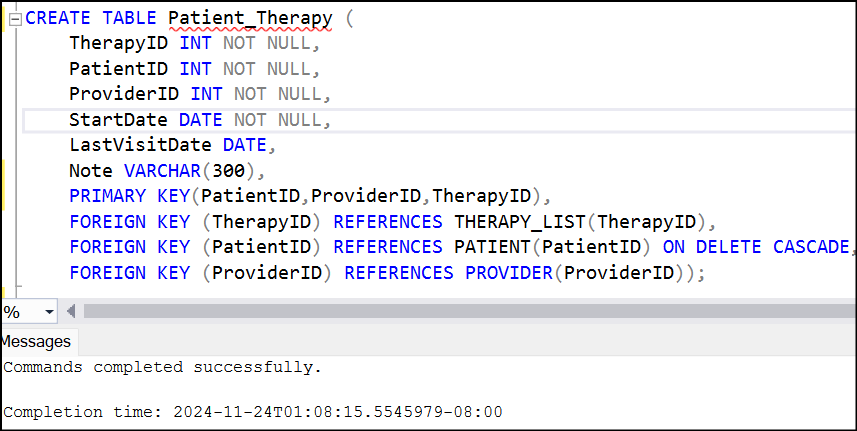 CREATE TABLE Patient_Therapy (
TherapyID INT NOT NULL,
PatientID INT NOT NULL,
ProviderID INT NOT NULL,
StartDate DATE NOT NULL,
LastVisitDate DATE,
Note VARCHAR(300),
PRIMARY KEY(PatientID,ProviderID,TherapyID),
FOREIGN KEY (TherapyID) REFERENCES THERAPY_LIST(TherapyID),
FOREIGN KEY (PatientID) REFERENCES PATIENT(PatientID) ON DELETE CASCADE,
FOREIGN KEY (ProviderID) REFERENCES PROVIDER(ProviderID));
%
Messages
Commands completed successfully.
Completion time: 2024-11-24T01:08:15.5545979-08:00